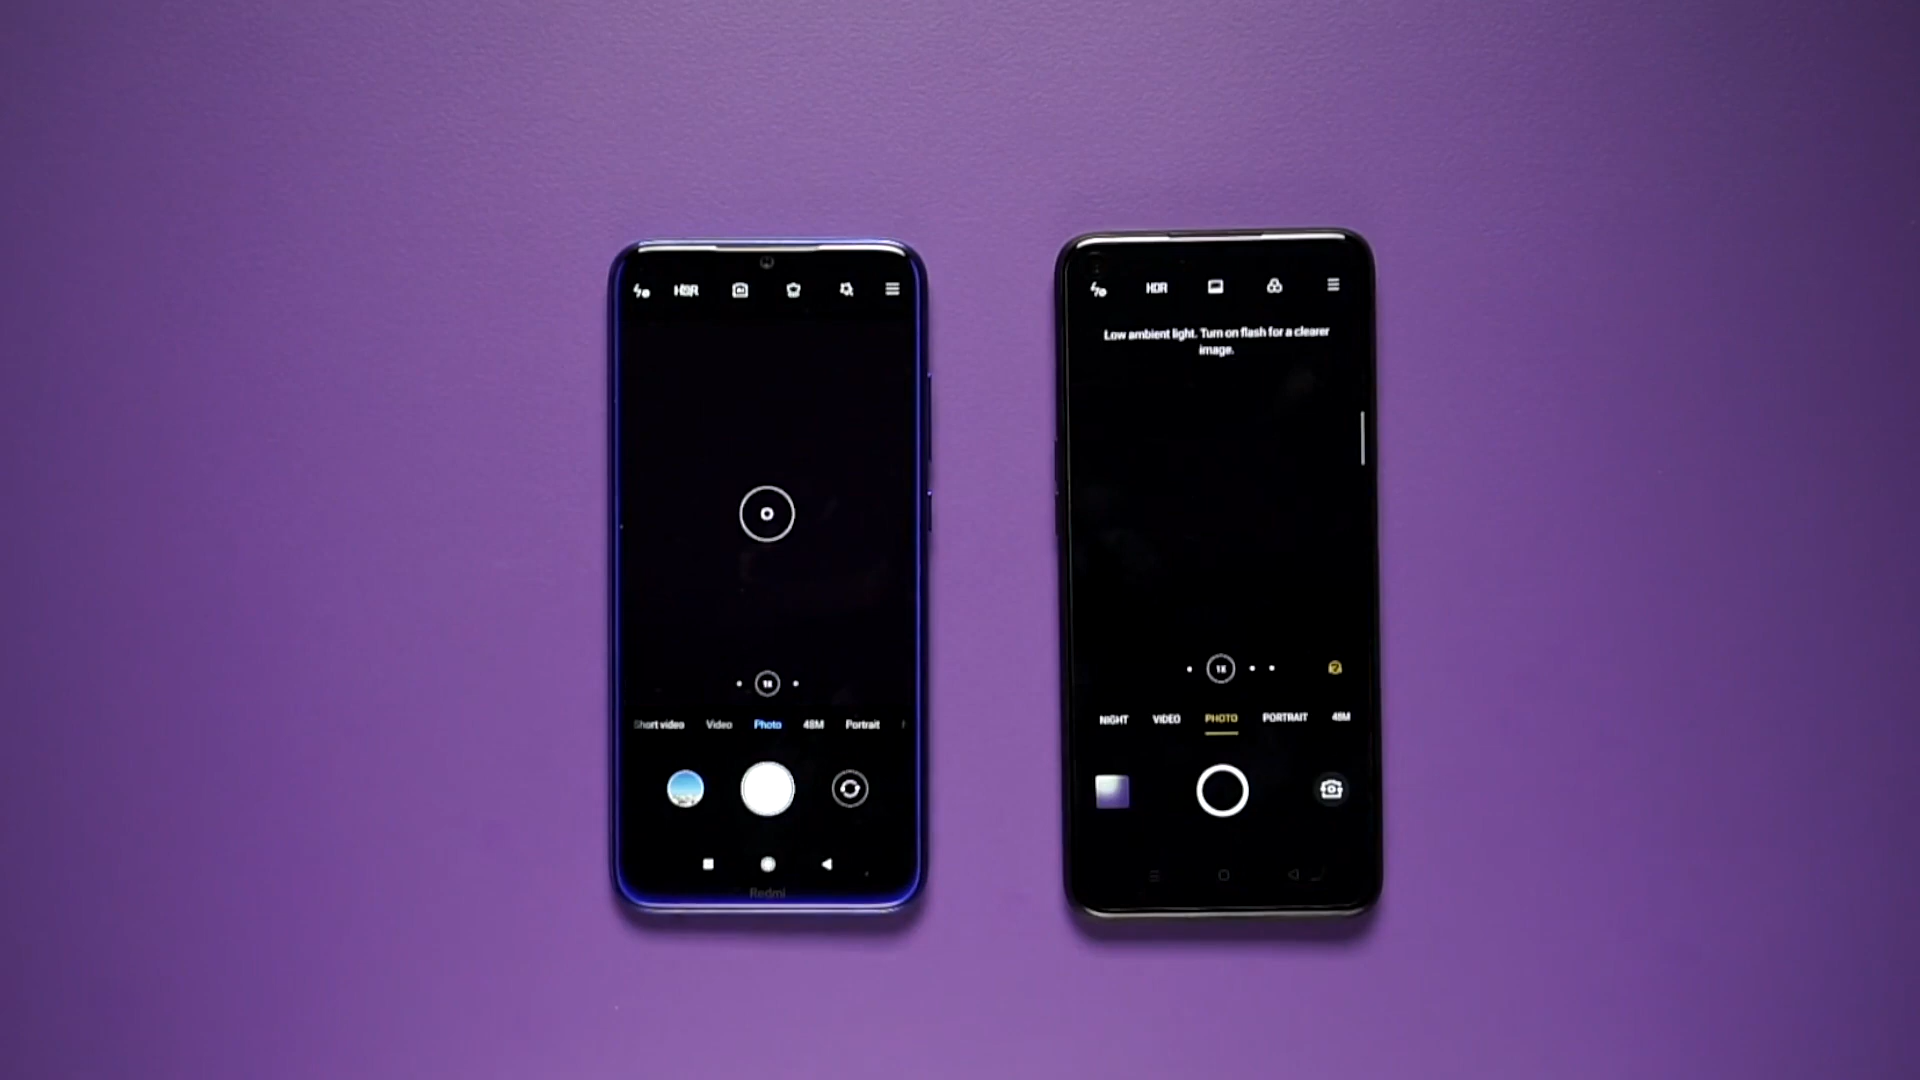 HDR
Short video Video Photo 48M Portrait
Redmi
HDR
Low ambient light. Turn on flash for a clearer
image.
1X
NIGHT VIDEO PHOTO PORTRAIT 48M